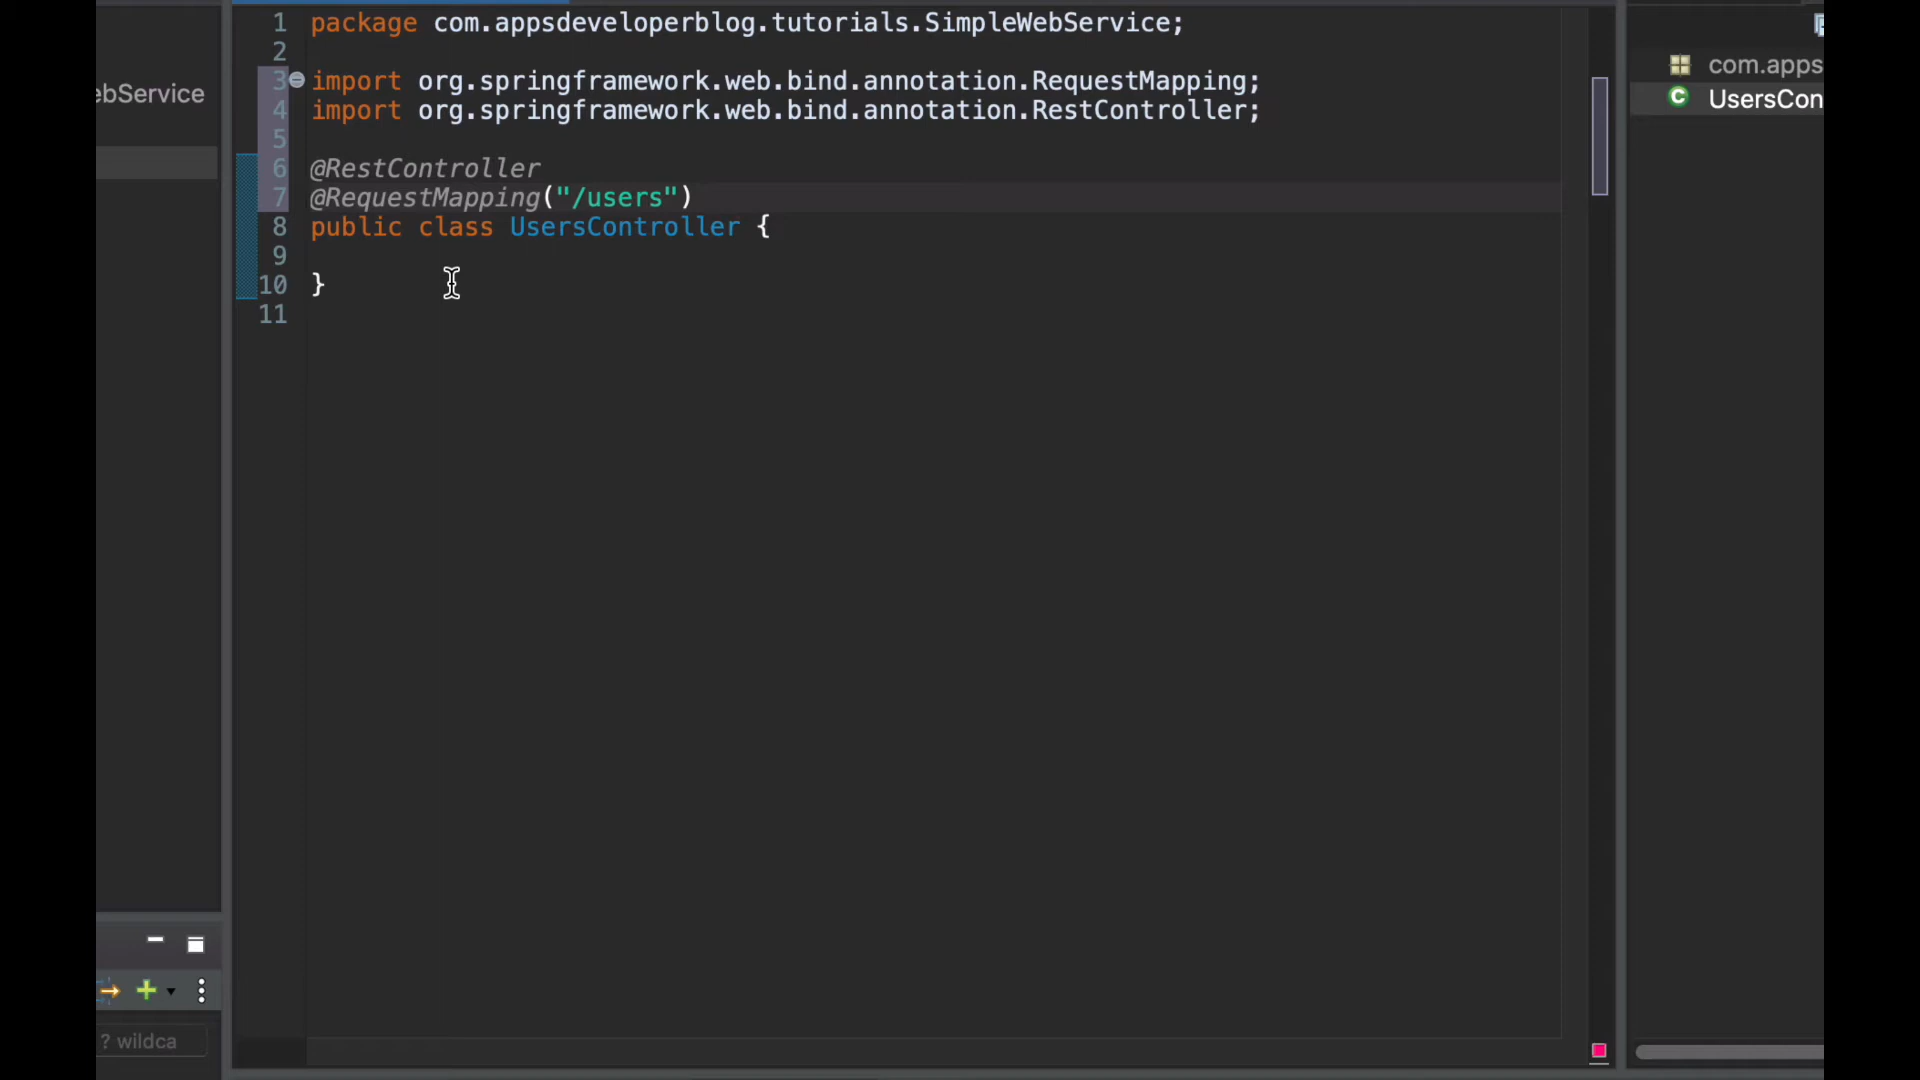 ebService
1 package com.appsdeveloperblog.tutorials.SimpleWebService;
2
3 import org.springframework.web.bind.annotation.RequestMapping;
4 import org.springframework.web.bind.annotation.RestController;
5
6 @RestController
7 @RequestMapping("/users")
8 public class UsersController {
9
10 }
11
com.apps
C UsersCon
? wildca